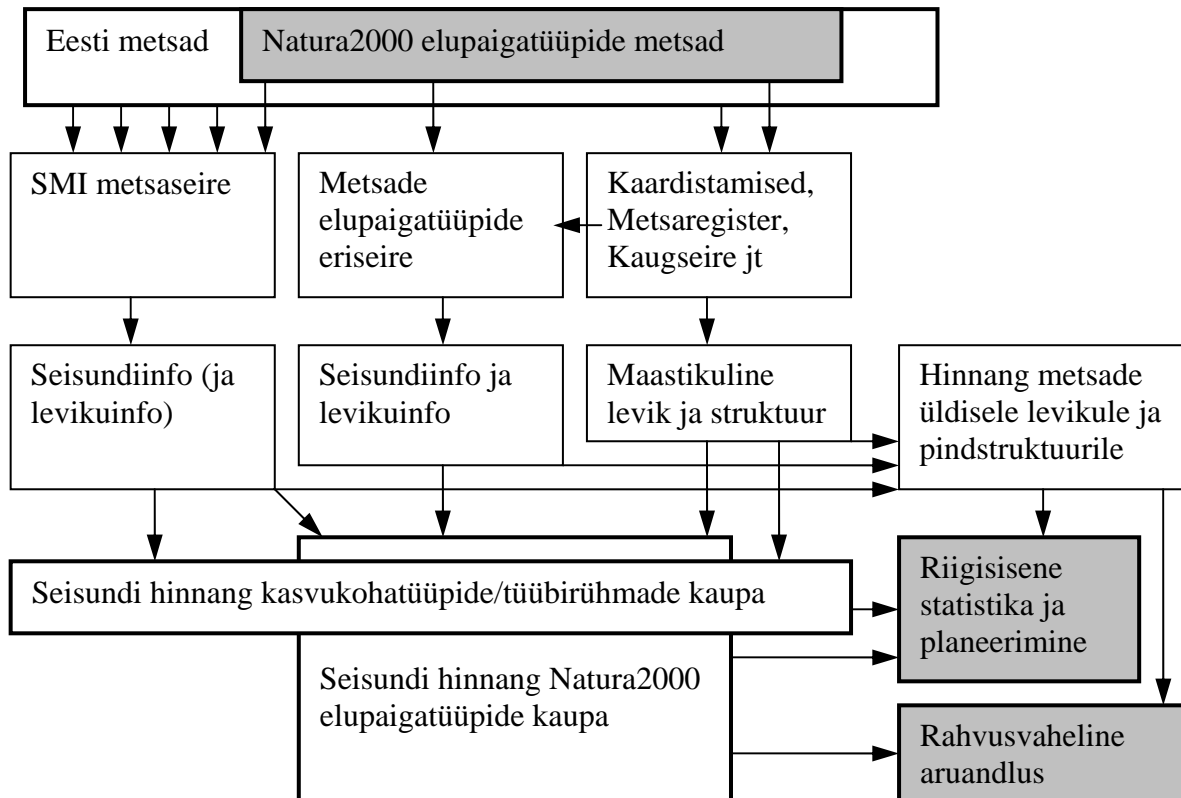 Eesti metsad
Natura2000 elupaigatüüpide metsad
SMI metsaseire
Metsade
elupaigatüüpide
eriseire
Kaardistamised,
Metsaregister,
Kaugseire jt
Seisundiinfo (ja
levikuinfo)
Seisundiinfo ja
levikuinfo
Maastikuline
levik ja struktuur
Hinnang metsade
üldisele levikule ja
pindstruktuurile
Seisundi hinnang kasvukohatüüpide/tüübirühmade kaupa
Riigisisene
statistika ja
planeerimine
Seisundi hinnang Natura2000
elupaigatüüpide kaupa
Rahvusvaheline
aruandlus